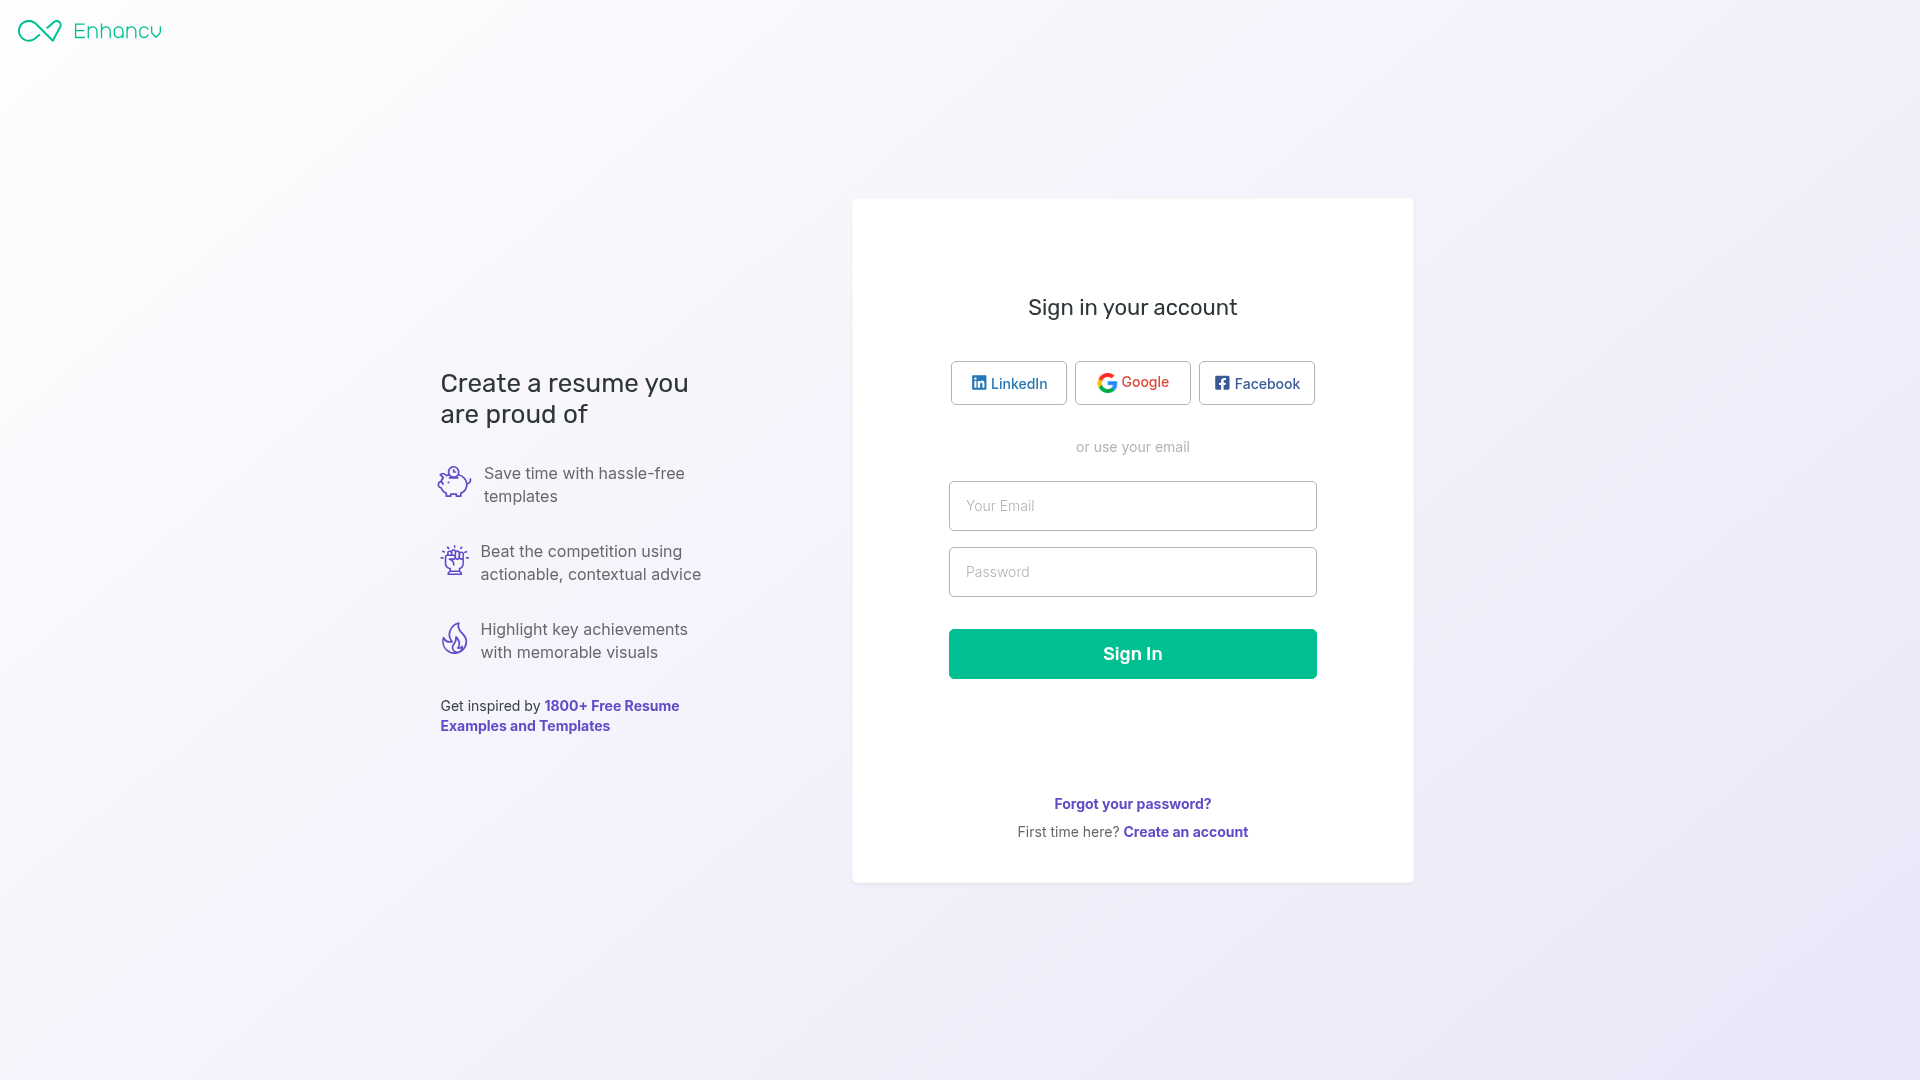 Enhancv
Create a resume you
are proud of
Save time with hassle-free
templates
Beat the competition using
actionable, contextual advice
Highlight key achievements
with memorable visuals
Get inspired by 1800+ Free Resume
Examples and Templates
Sign in your account
LinkedIn
Google
Facebook
or use your email
Your Email
Password
Sign In
Forgot your password?
First time here? Create an account